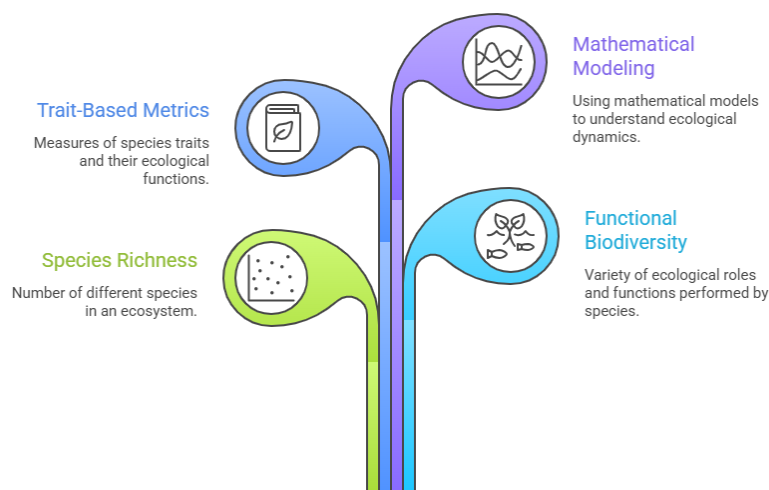 Mathematical
Modeling
Using mathematical models
to understand ecological
dynamics.
Trait-Based Metrics
Measures of species traits
and their ecological
functions.
Functional
Biodiversity
Variety of ecological roles
and functions performed by
species.
Species Richness
Number of different species
in an ecosystem.